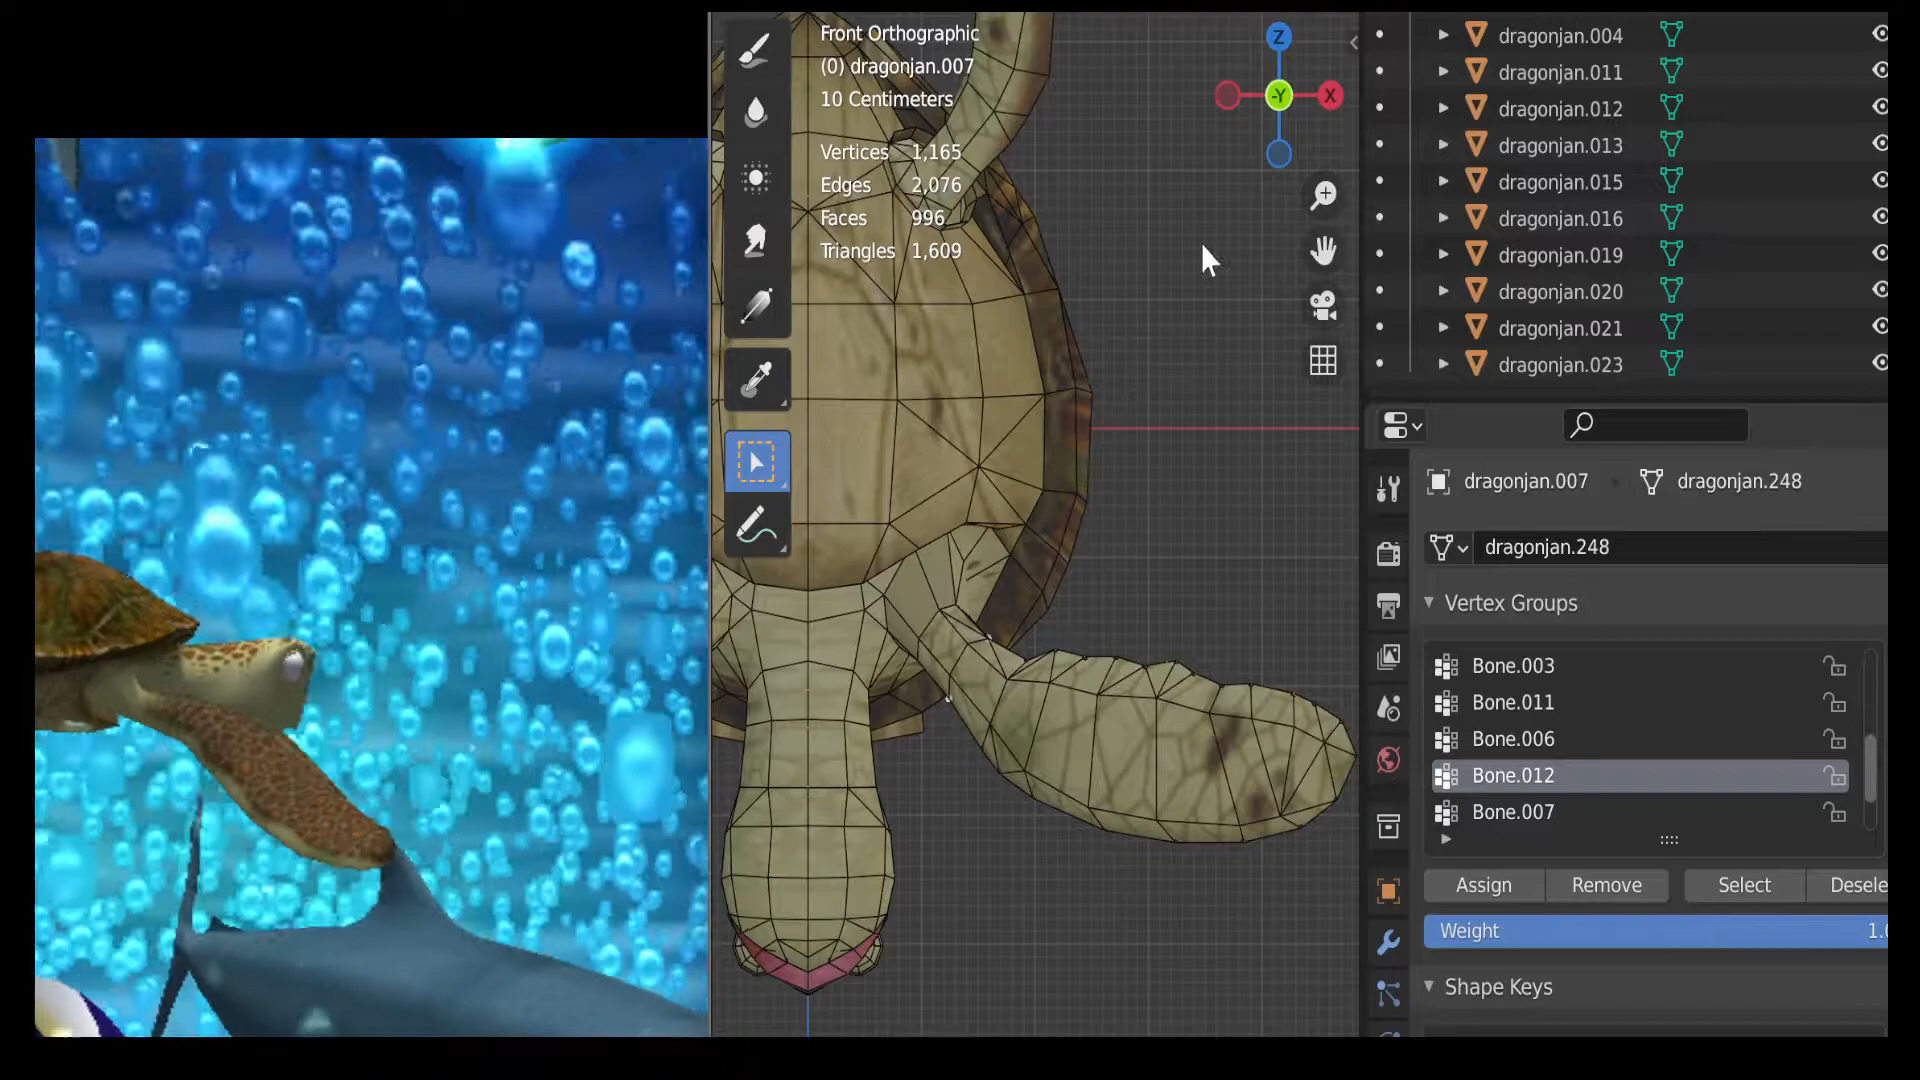 Front Orthographic
(0) dragonjan.007
10 Centimeters
Vertices 1,165
Edges 2,076
Faces 996
Triangles 1,609
Z
-Y
X
dragonjan.004
dragonjan.011
dragonjan.012
dragonjan.013
dragonjan.015
dragonjan.016
dragonjan.019
dragonjan.020
dragonjan.021
dragonjan.023
dragonjan.007 dragonjan.248
dragonjan.248
Vertex Groups
Bone.003
Bone.011
Bone.006
Bone.012
Bone.007
Assign Remove Select Desele
Weight 1.0
Shape Keys